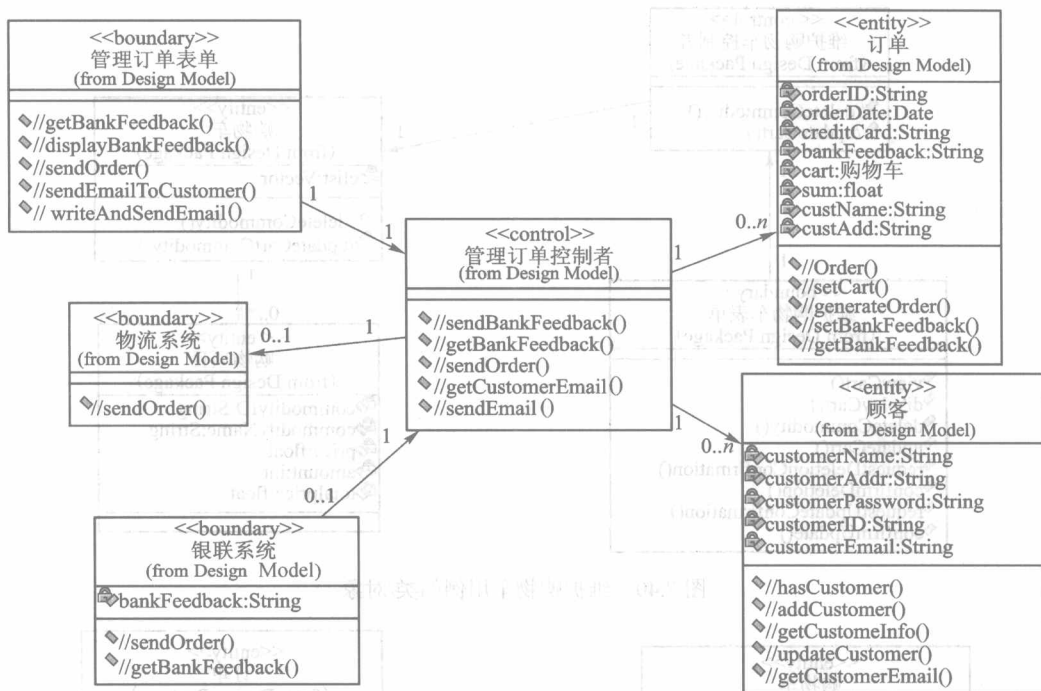 <<boundary>>
管理订单表单
(from Design Model)
//getBankFeedback()
//displayBankFeedback()
//sendOrder()
//sendEmailToCustomer()
// writeAndSendEmail()
1
1
<<boundary>>
物流系统
(from Design Model)
//sendOrder()
0..1
1
<<boundary>>
银联系统
(from Design Model)
bankFeedback:String
//sendOrder()
//getBankFeedback()
0..1
1
<<control>>
管理订单控制者
(from Design Model)
//sendBankFeedback()
//getBankFeedback()
//sendOrder()
//getCustomerEmail()
//sendEmail()
1
0..n
1
0..n
<<entity>>
订单
(from Design Model)
orderID:String
orderDate:Date
creditCard:String
bankFeedback:String
cart:购物车
sum:float
custName:String
custAdd:String
//Order()
//setCart()
//generateOrder()
//setBankFeedback()
//getBankFeedback()
<<entity>>
顾客
(from Design Model)
customerName:String
customerAddr:String
customerPassword:String
customerID:String
customerEmail:String
//hasCustomer()
//addCustomer()
//getCustomeInfo()
//updateCustomer()
//getCustomerEmail()